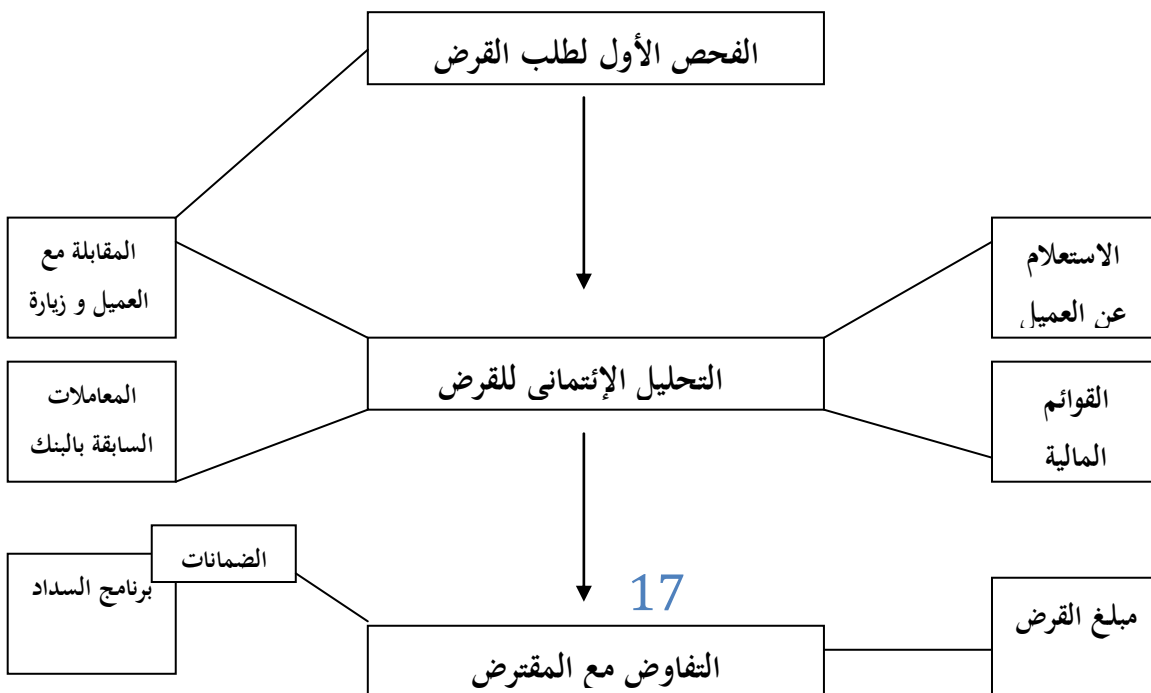 الفحص الأول لطلب القرض
الاستعلام
عن العميل
المقابلة مع
العميل و زيارة
التحليل الإئتمانى للقرض
القوائم
المالية
المعاملات
السابقة بالبنك
الضمانات
برنامج السداد
17
مبلغ القرض
التفاوض مع المقترض